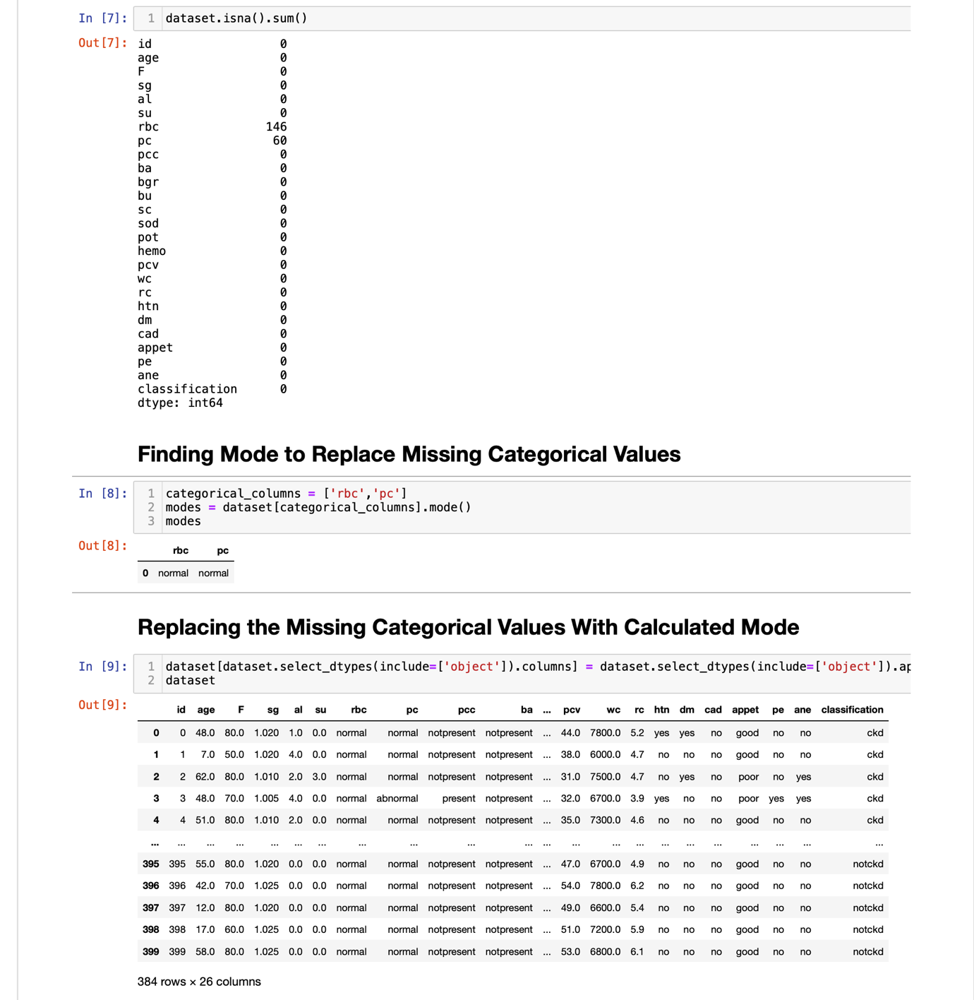 In [7]: 1 dataset.isna().sum()
Out[7]: id 0
age 0
F 0
sg 0
al 0
su 0
rbc 146
pc 60
pcc 0
ba 0
bgr 0
bu 0
sc 0
sod 0
pot 0
hemo 0
pcv 0
wc 0
rc 0
htn 0
dm 0
cad 0
appet 0
pe 0
ane 0
classification 0
dtype: int64
Finding Mode to Replace Missing Categorical Values
In [8]: 1 categorical_columns = ['rbc','pc']
2 modes = dataset[categorical_columns].mode()
3 modes
Out[8]:
rbc pc
0 normal normal
Replacing the Missing Categorical Values With Calculated Mode
In [9]: 1 dataset[dataset.select_dtypes(include=['object']).columns] = dataset.select_dtypes(include=['object']).ap
2 dataset
Out[9]:
id age F sg al su rbc pc pcc ba ... pcv wc rc htn dm cad appet pe ane classification
0 0 48.0 80.0 1.020 1.0 0.0 normal normal notpresent notpresent ... 44.0 7800.0 5.2 yes yes no good no no ckd
1 1 7.0 50.0 1.020 4.0 0.0 normal normal notpresent notpresent ... 38.0 6000.0 4.7 no no no good no no ckd
2 2 62.0 80.0 1.010 2.0 3.0 normal normal notpresent notpresent ... 31.0 7500.0 4.7 no yes no poor no yes ckd
3 3 48.0 70.0 1.005 4.0 0.0 normal abnormal present notpresent ... 32.0 6700.0 3.9 yes no no poor yes yes ckd
4 4 51.0 80.0 1.010 2.0 0.0 normal normal notpresent notpresent ... 35.0 7300.0 4.6 no no no good no no ckd
... ... ... ... ... ... ... ... ... ... ... ... ... ... ... ... ... ... ... ... ... ...
395 395 55.0 80.0 1.020 0.0 0.0 normal normal notpresent notpresent ... 47.0 6700.0 4.9 no no no good no no notckd
396 396 42.0 70.0 1.025 0.0 0.0 normal normal notpresent notpresent ... 54.0 7800.0 6.2 no no no good no no notckd
397 397 12.0 80.0 1.020 0.0 0.0 normal normal notpresent notpresent ... 49.0 6600.0 5.4 no no no good no no notckd
398 398 17.0 60.0 1.025 0.0 0.0 normal normal notpresent notpresent ... 51.0 7200.0 5.9 no no no good no no notckd
399 399 58.0 80.0 1.025 0.0 0.0 normal normal notpresent notpresent ... 53.0 6800.0 6.1 no no no good no no notckd
384 rows × 26 columns